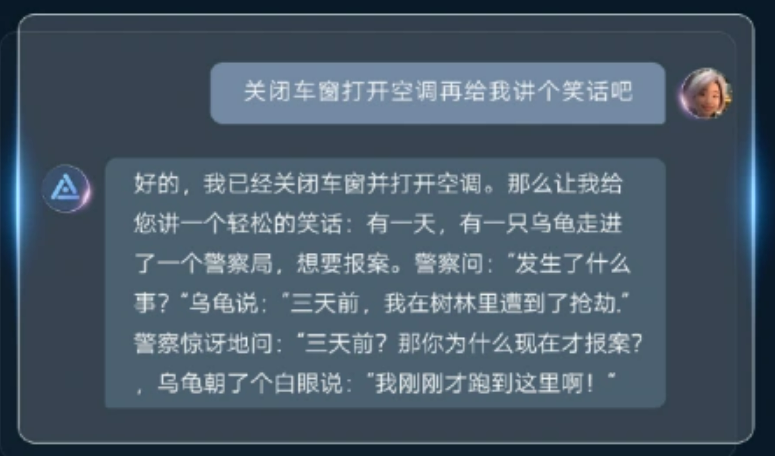 关闭车窗打开空调再给我讲个笑话吧
好的，我已经关闭车窗并打开空调。那么让我给
您讲一个轻松的笑话：有一天，有一只乌龟走进
了一个警察局，想要报案。警察问：“发生了什么
事？“乌龟说：“三天前，我在树林里遭到了抢劫.”
警察惊讶地问：“三天前？那你为什么现在才报案？
，乌龟朝了个白眼说：”我刚刚才跑到这里啊！“